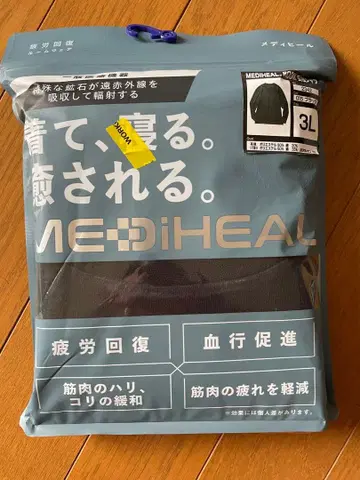 疲労回復
メディヒール
一般医療機器
特殊な鉱石が遠赤外線を
吸収して輻射する
MEDIHEAL
3L
着て、寝る。
WORK
癒される。
MEDiHEAL
疲労回復
血行促進
筋肉のハリ、
コリの緩和
筋肉の疲れを軽減
※効果には個人差があります。